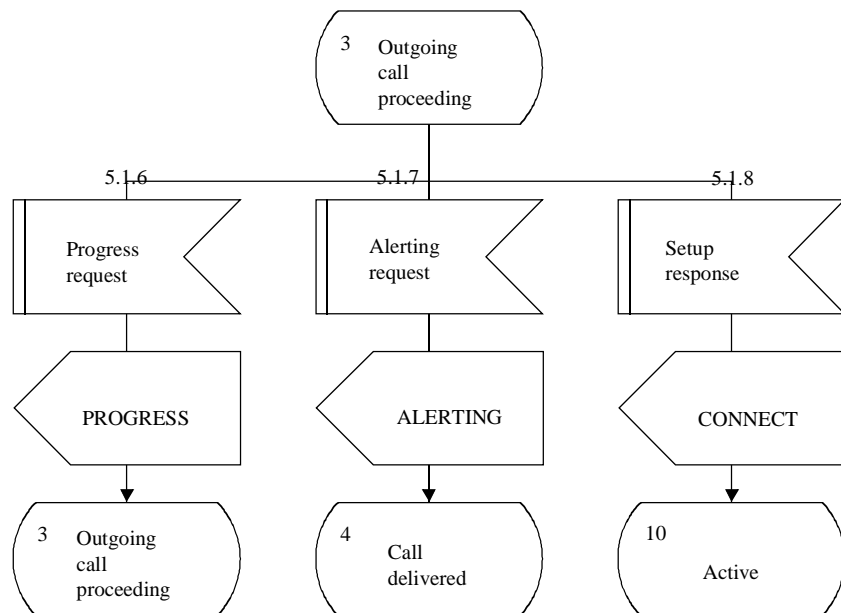 3 Outgoing
call
proceeding
5.1.6 5.1.7 5.1.8
Progress
request
Alerting
request
Setup
response
PROGRESS ALERTING CONNECT
3 Outgoing
call
proceeding
4 Call
delivered
10
Active